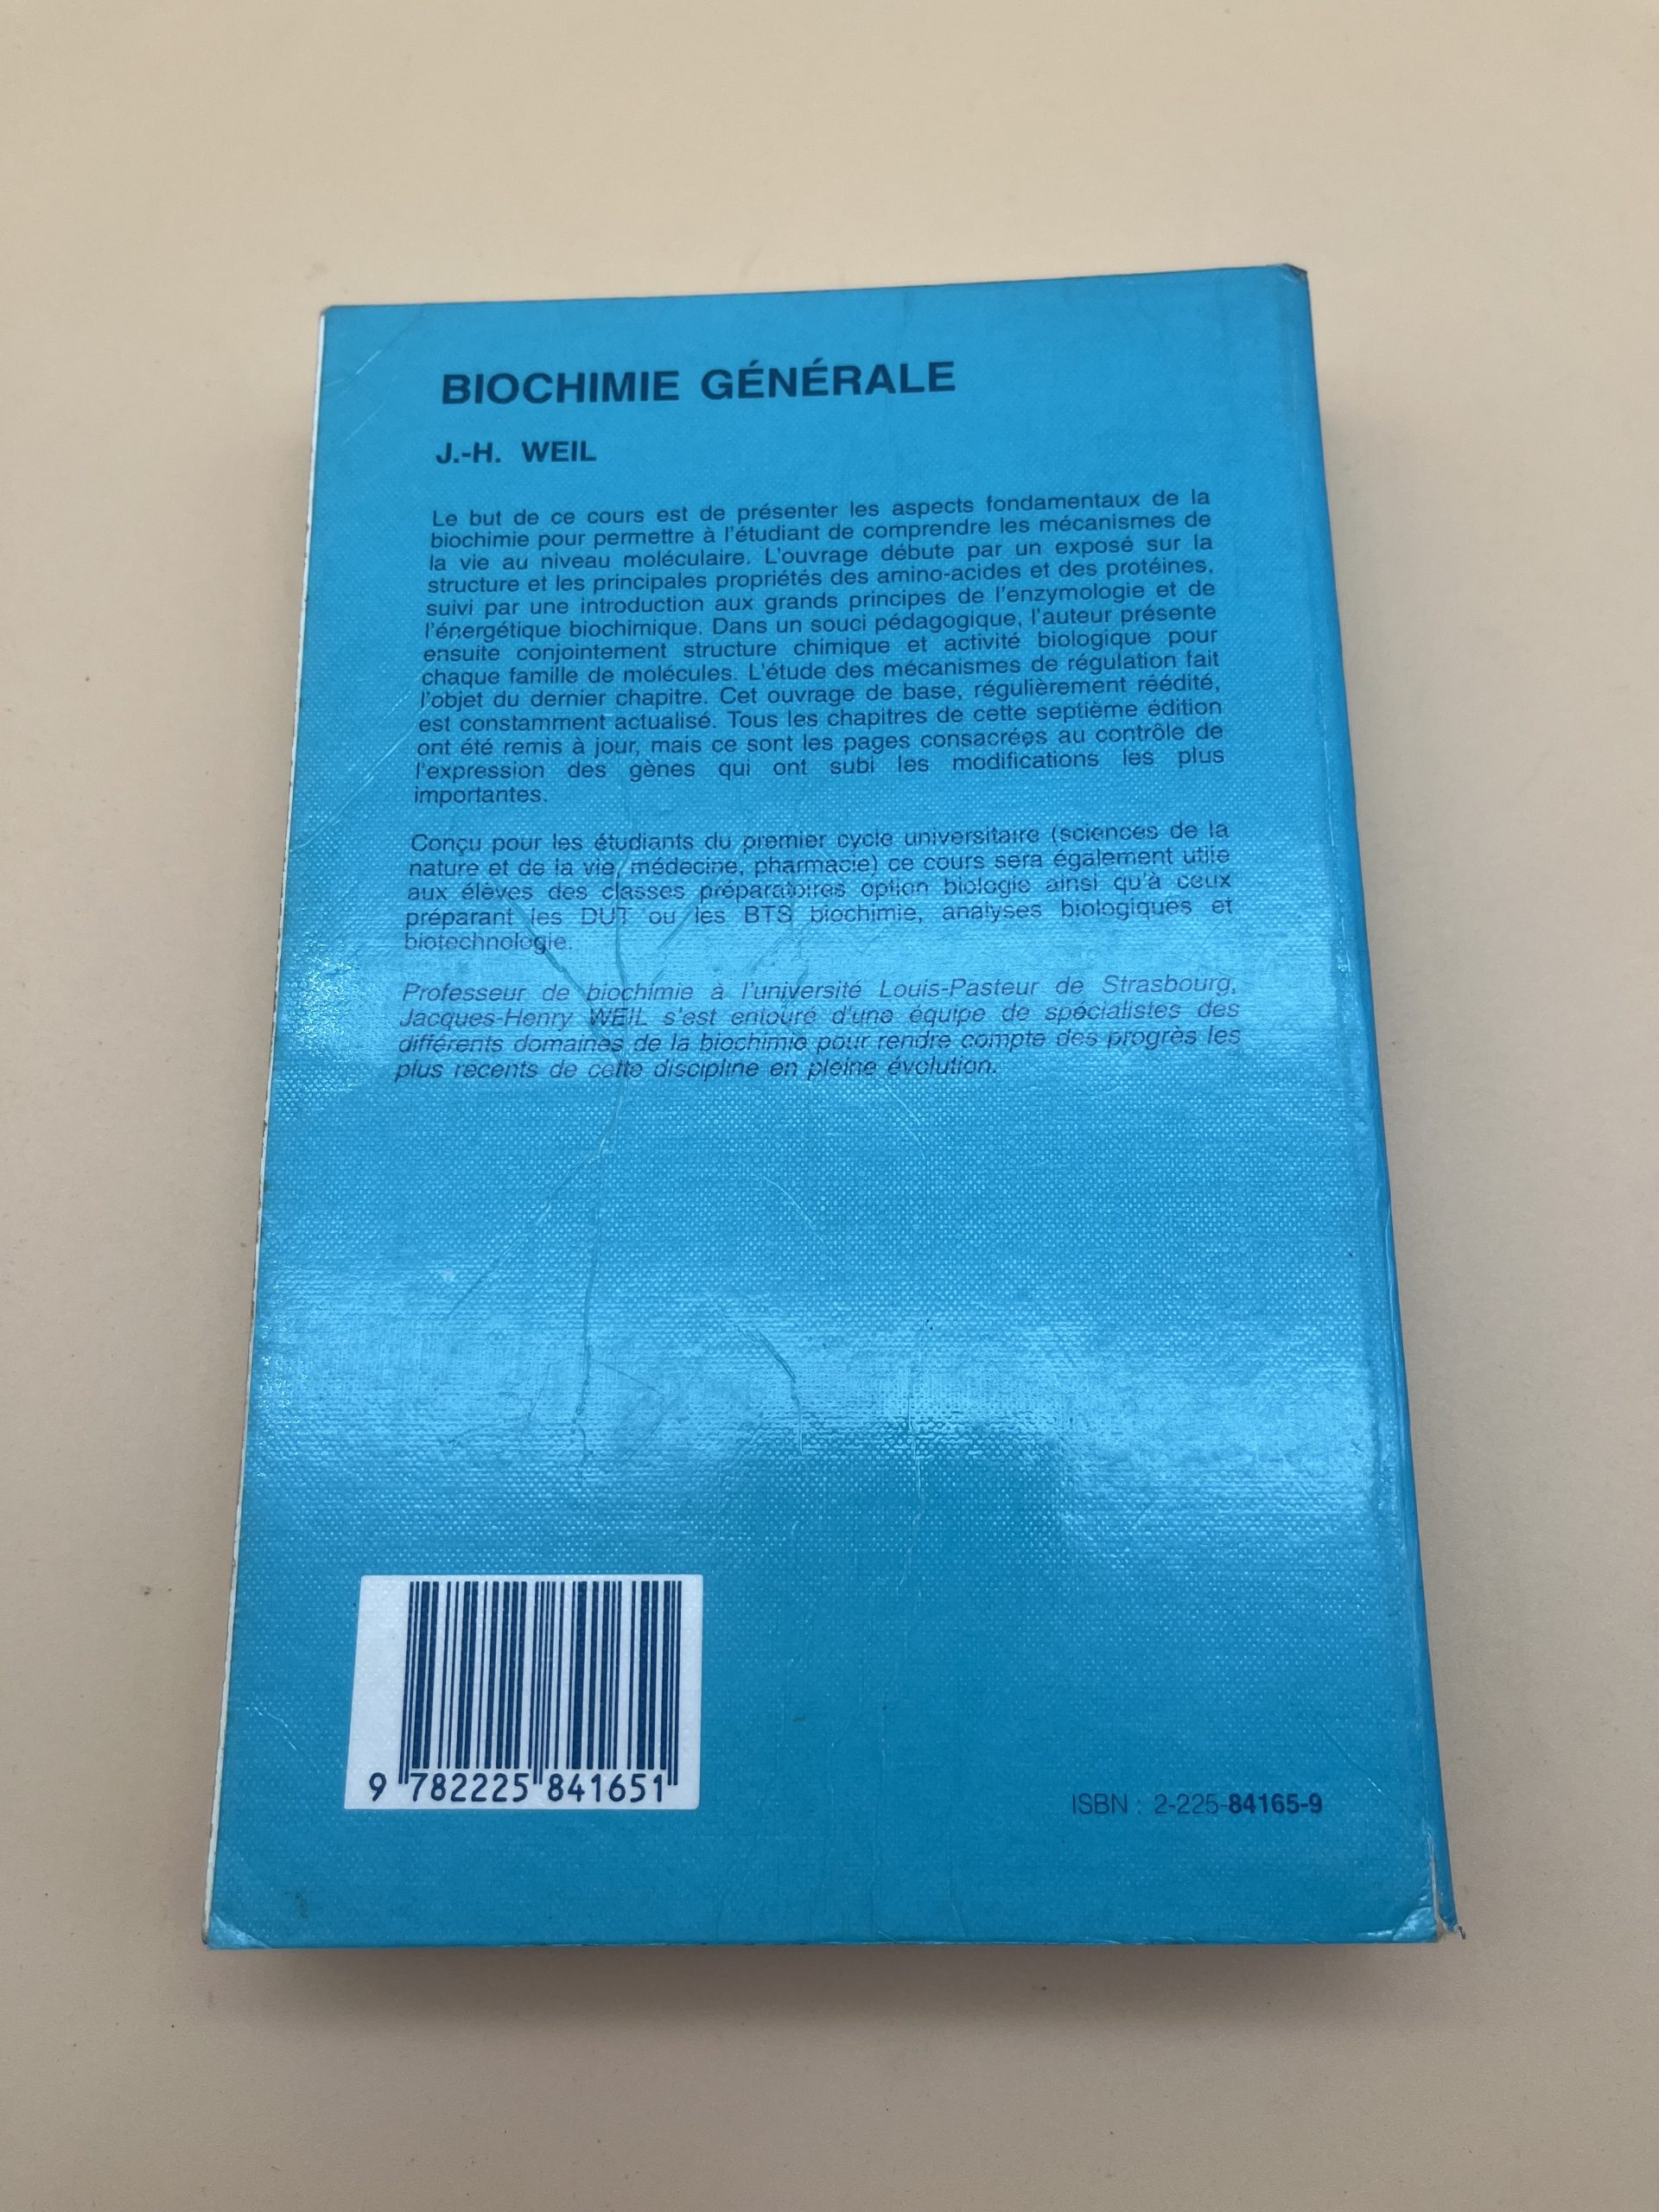 BIOCHIMIE GÉNÉRALE
J.-H. WEIL
Le but de ce cours est de présenter les aspects fondamentaux de la
biochimie pour permettre à l'étudiant de comprendre les mécanismes de
la vie au niveau moléculaire. L'ouvrage débute par un exposé sur la
structure et les principales propriétés des amino-acides et des protéines,
suivi par une introduction aux grands principes de l'enzymologie et de
l'énergétique biochimique. Dans un souci pédagogique, l'auteur présente
ensuite conjointement structure chimique et activité biologique pour
chaque famille de molécules. L'étude des mécanismes de régulation fait
l'objet du dernier chapitre. Cet ouvrage de base, régulièrement réédité,
est constamment actualisé. Tous les chapitres de cette septième édition
ont été remis à jour, mais ce sont les pages consacrées au contrôle de
l'expression des gènes qui ont subi les modifications les plus
importantes.
Conçu pour les étudiants du premier cycle universitaire (sciences de la
nature et de la vie, médecine, pharmacie) ce cours sera également utile
aux élèves des classes préparatoires option biologie ainsi qu'à ceux
préparant les DUT ou les BTS biochimie, analyses biologiques et
biotechnologie.
Professeur de biochimie à l'université Louis-Pasteur de Strasbourg,
Jacques-Henry WEIL s'est entouré d'une équipe de spécialistes des
différents domaines de la biochimie pour rendre compte des progrès les
plus récents de cette discipline en pleine évolution.
9 782225 841651
ISBN : 2-225-84165-9